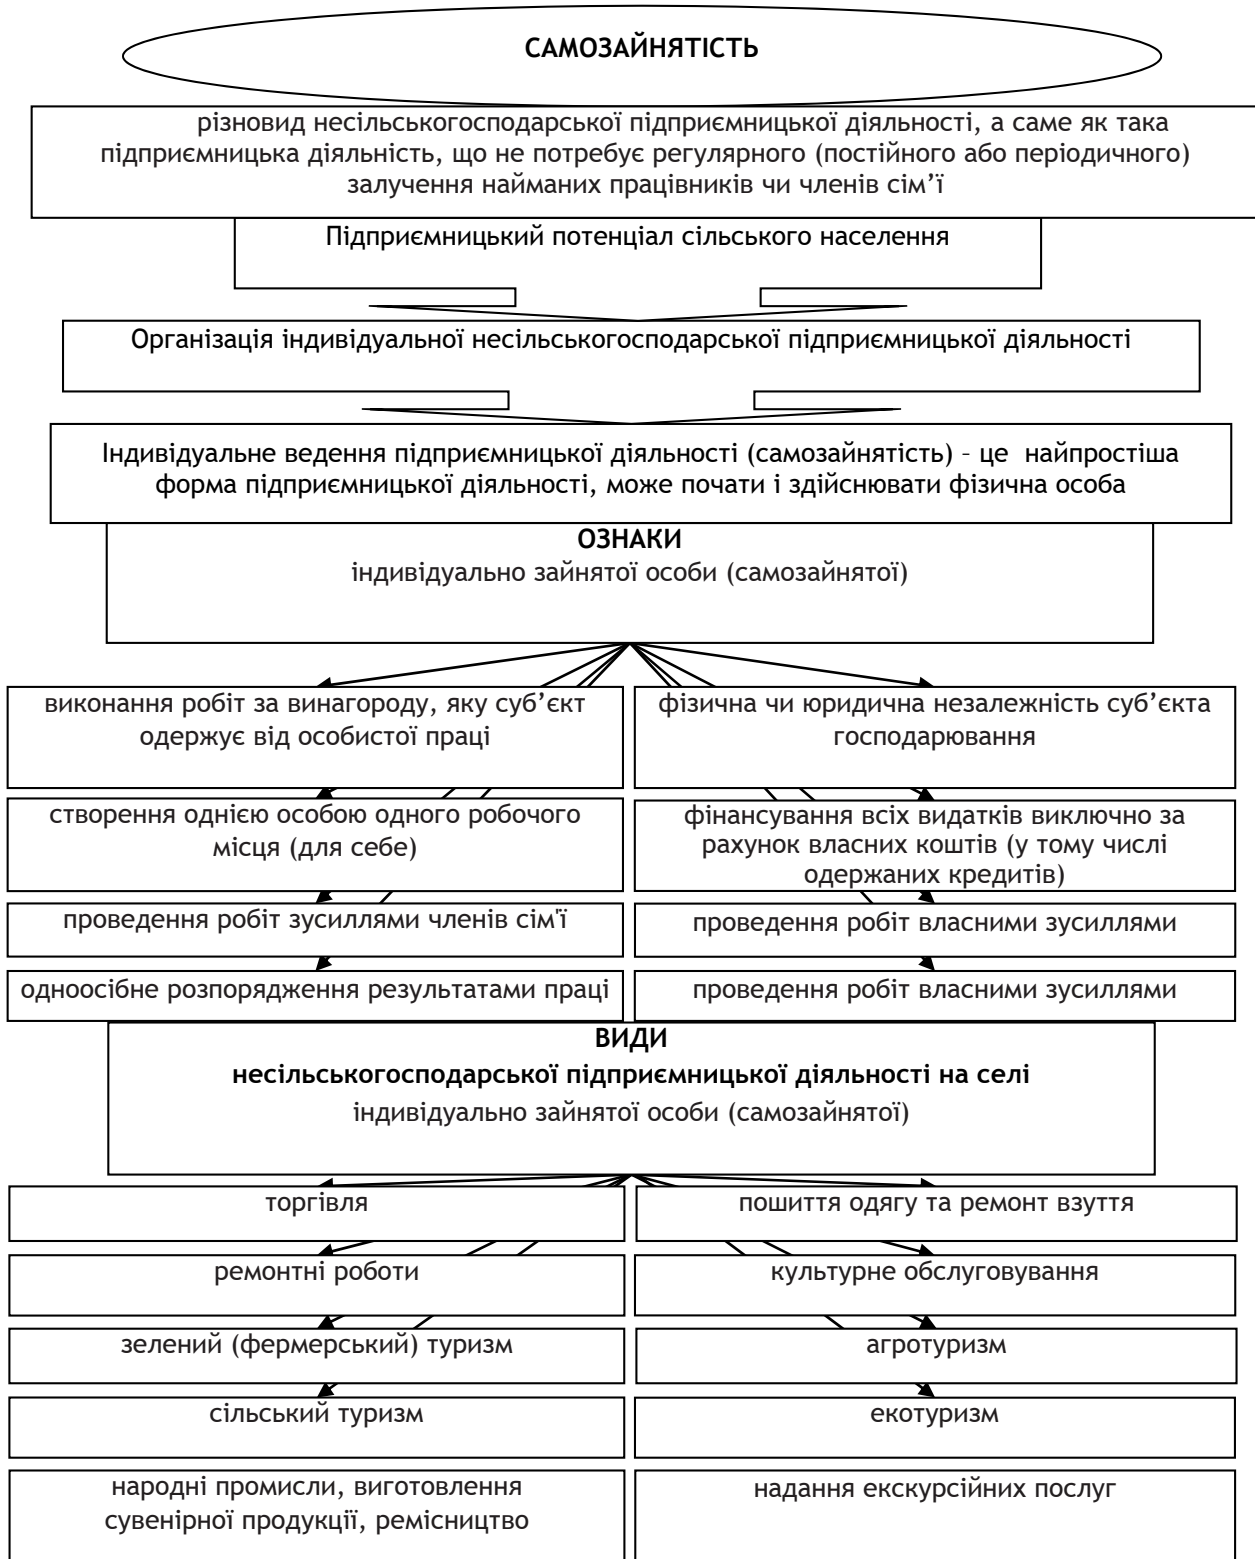 САМОЗАЙНЯТІСТЬ
різновид несільськогосподарської підприємницької діяльності, а саме як така
підприємницька діяльність, що не потребує регулярного (постійного або періодичного)
залучення найманих працівників чи членів сім’ї
Підприємницький потенціал сільського населення
Організація індивідуальної несільськогосподарської підприємницької діяльності
Індивідуальне ведення підприємницької діяльності (самозайнятість) – це найпростіша
форма підприємницької діяльності, може почати і здійснювати фізична особа
ОЗНАКИ
індивідуально зайнятої особи (самозайнятої)
виконання робіт за винагороду, яку суб’єкт
одержує від особистої праці
фізична чи юридична незалежність суб’єкта
господарювання
створення однією особою одного робочого
місця (для себе)
фінансування всіх видатків виключно за
рахунок власних коштів (у тому числі
одержаних кредитів)
проведення робіт зусиллями членів сім'ї
проведення робіт власними зусиллями
одноосібне розпорядження результатами праці
проведення робіт власними зусиллями
ВИДИ
несільськогосподарської підприємницької діяльності на селі
індивідуально зайнятої особи (самозайнятої)
торгівля
пошиття одягу та ремонт взуття
ремонтні роботи
культурне обслуговування
зелений (фермерський) туризм
агротуризм
сільський туризм
екотуризм
народні промисли, виготовлення
сувенірної продукції, ремісництво
надання екскурсійних послуг